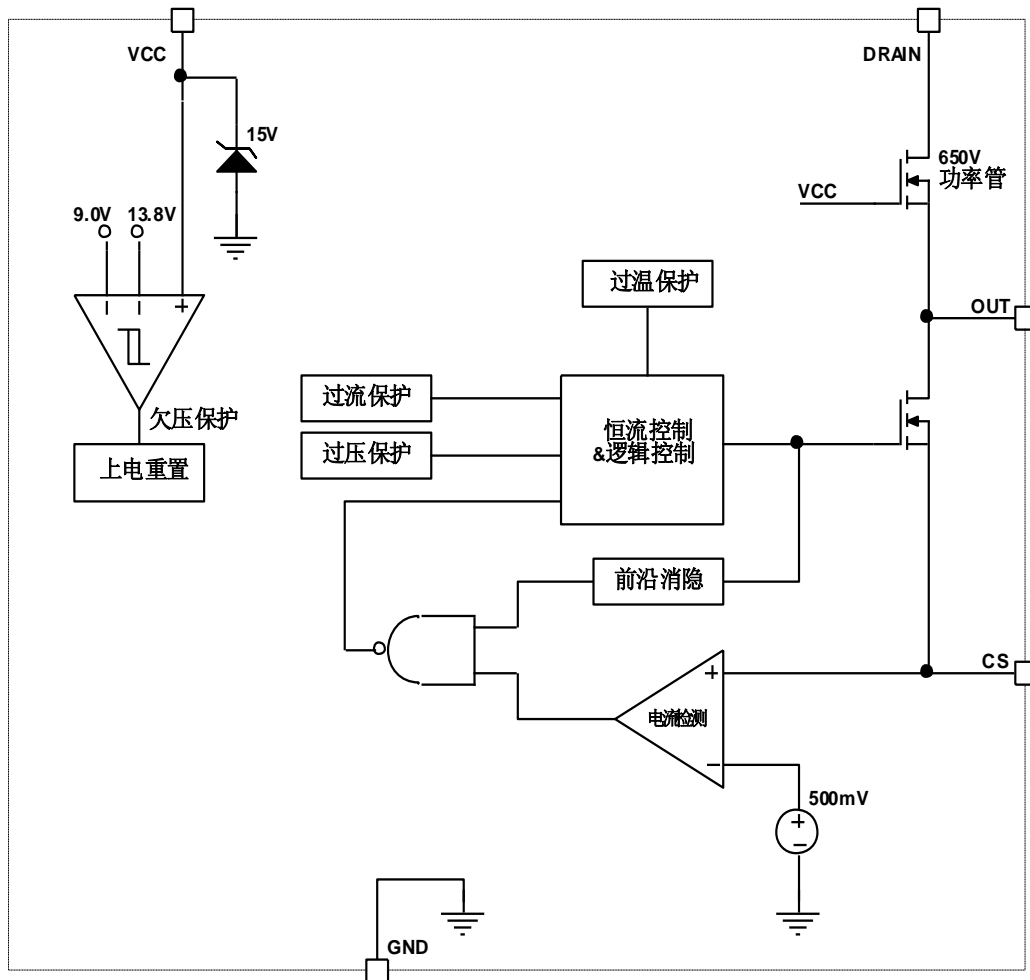 VCC
DRAIN
15V
650V
功率管
VCC
9.0V 13.8V
过温保护
OUT
过流保护
欠压保护
恒流控制
&逻辑控制
过压保护
上电重置
前沿消隐
CS
电流检测
500mV
GND